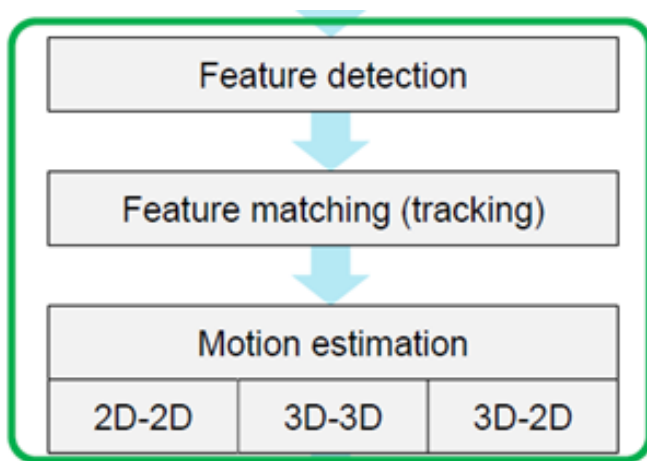 Feature detection
Feature matching (tracking)
Motion estimation
2D-2D 3D-3D 3D-2D